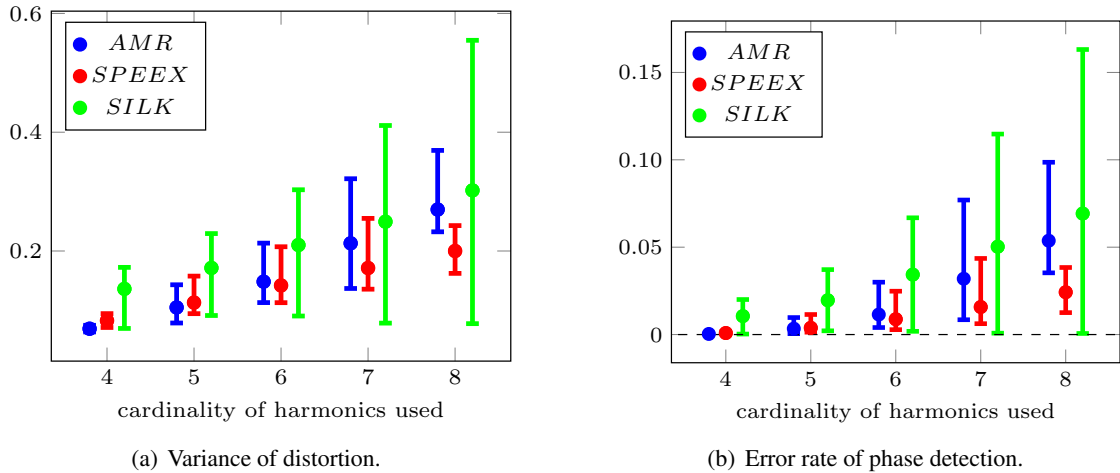 0.6
0.4
0.2
AMR
SPEEX
SILK
4 5 6 7 8
cardinality of harmonics used
(a) Variance of distortion.
0.15
0.10
0.05
0
AMR
SPEEX
SILK
4 5 6 7 8
cardinality of harmonics used
(b) Error rate of phase detection.